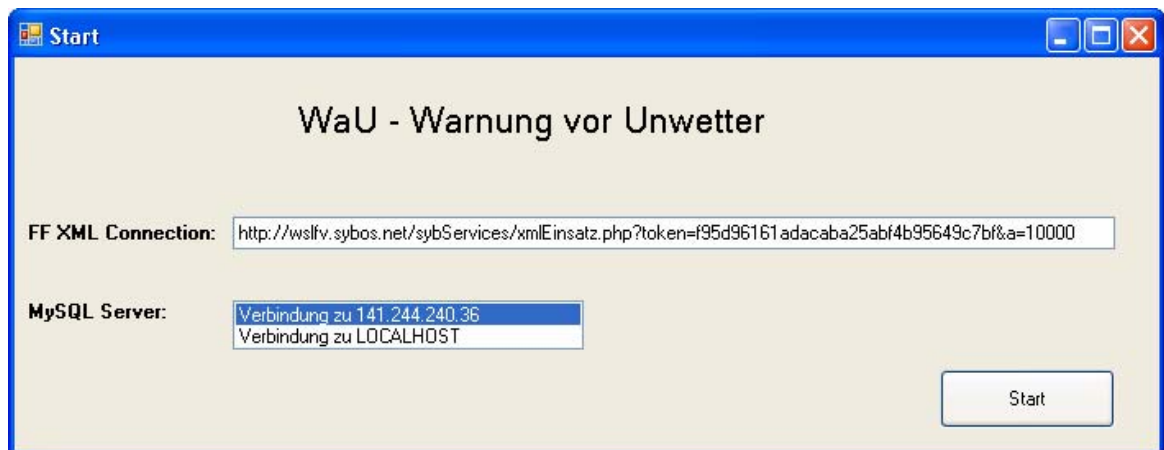 Start
WaU - Warnung vor Unwetter
FF XML Connection: http://wslfv.sybos.net/sybServices/xmlEinsatz.php?token=f95d96161adacaba25abf4b95649c7bf&a=10000
MySQL Server: Verbindung zu 141.244.240.36
Verbindung zu LOCALHOST
Start